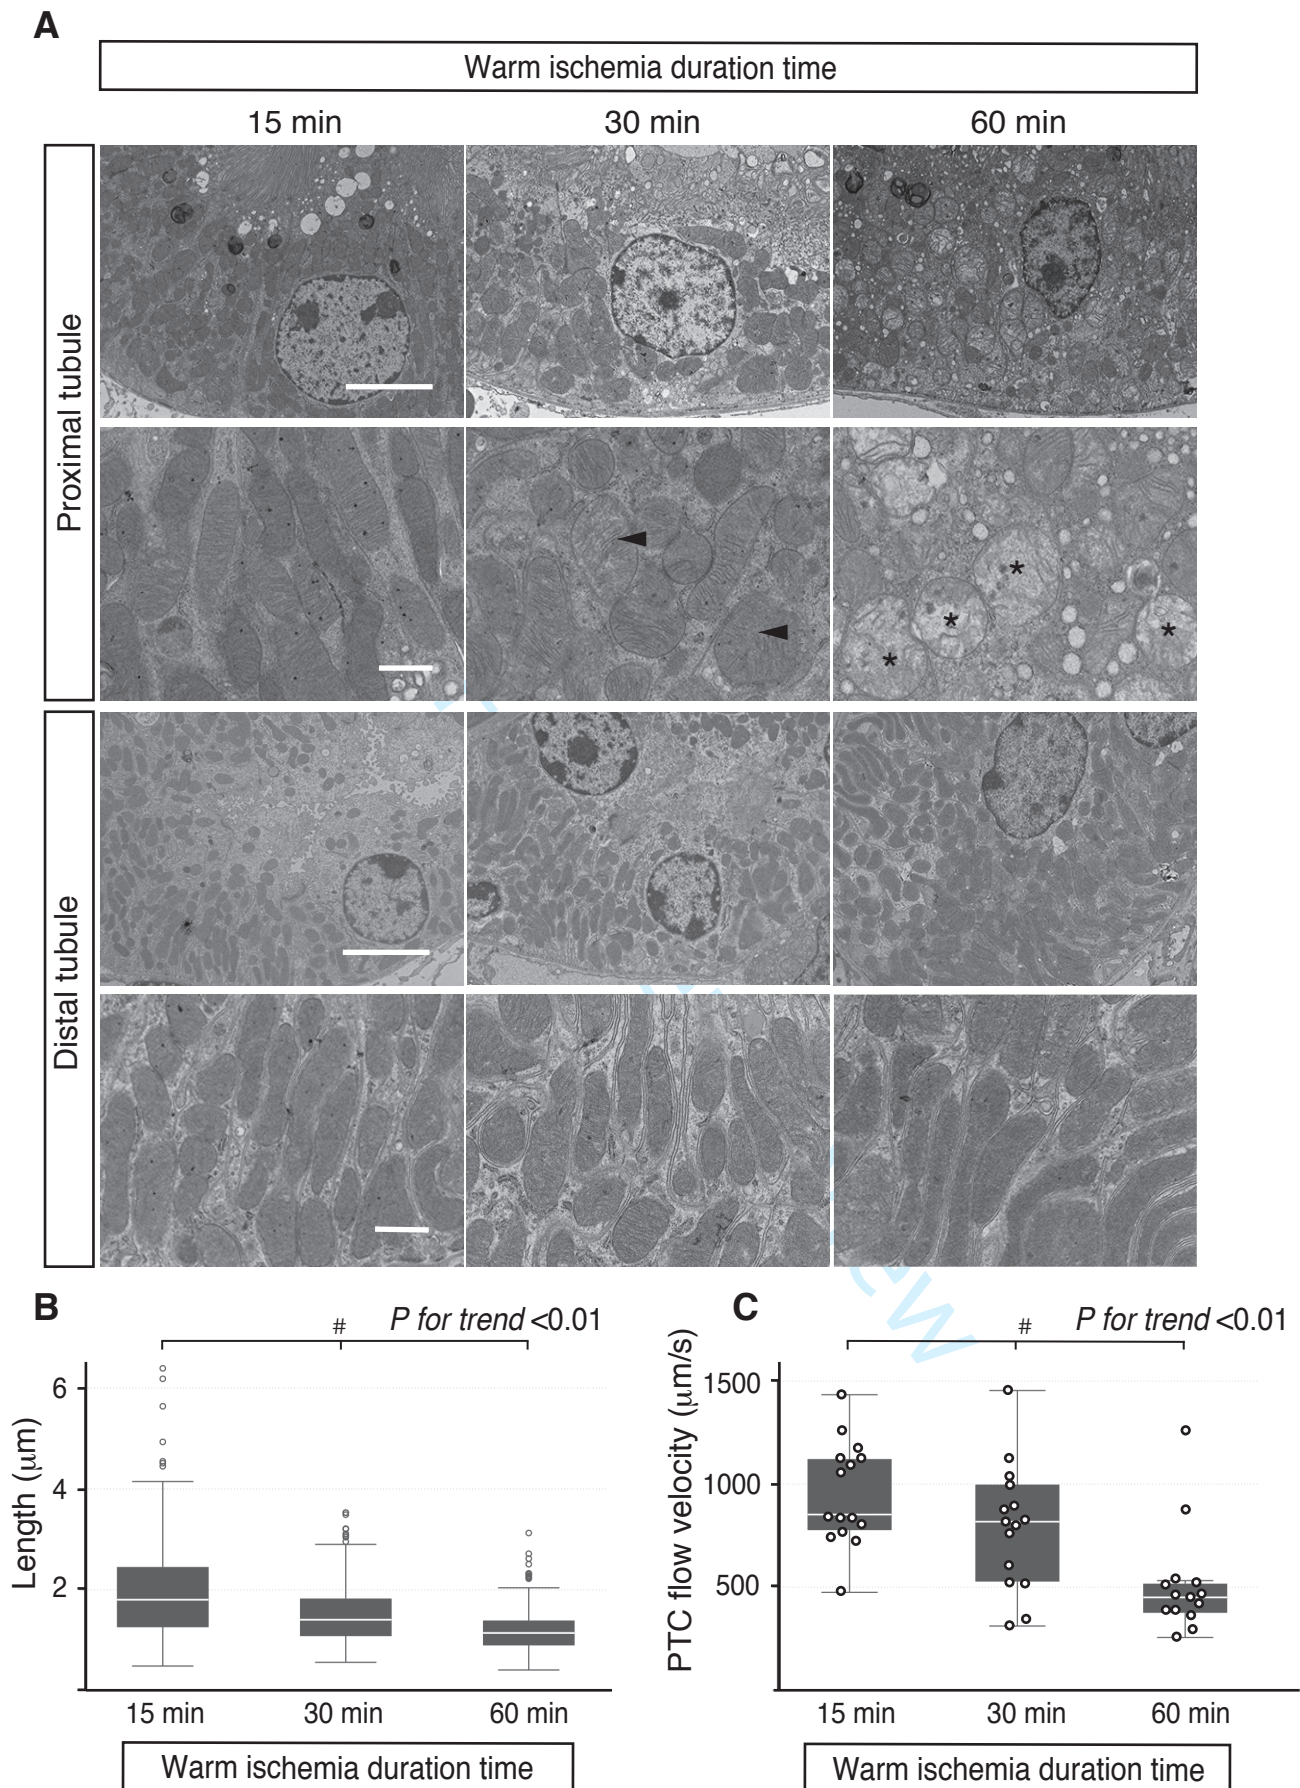 A
Warm ischemia duration time
15 min 30 min 60 min
Proximal tubule
* * * *
Distal tubule
B
# P for trend <0.01
Length (μm)
6
4
2
15 min 30 min 60 min
Warm ischemia duration time
C
# P for trend <0.01
PTC flow velocity (μm/s)
1500
1000
500
15 min 30 min 60 min
Warm ischemia duration time